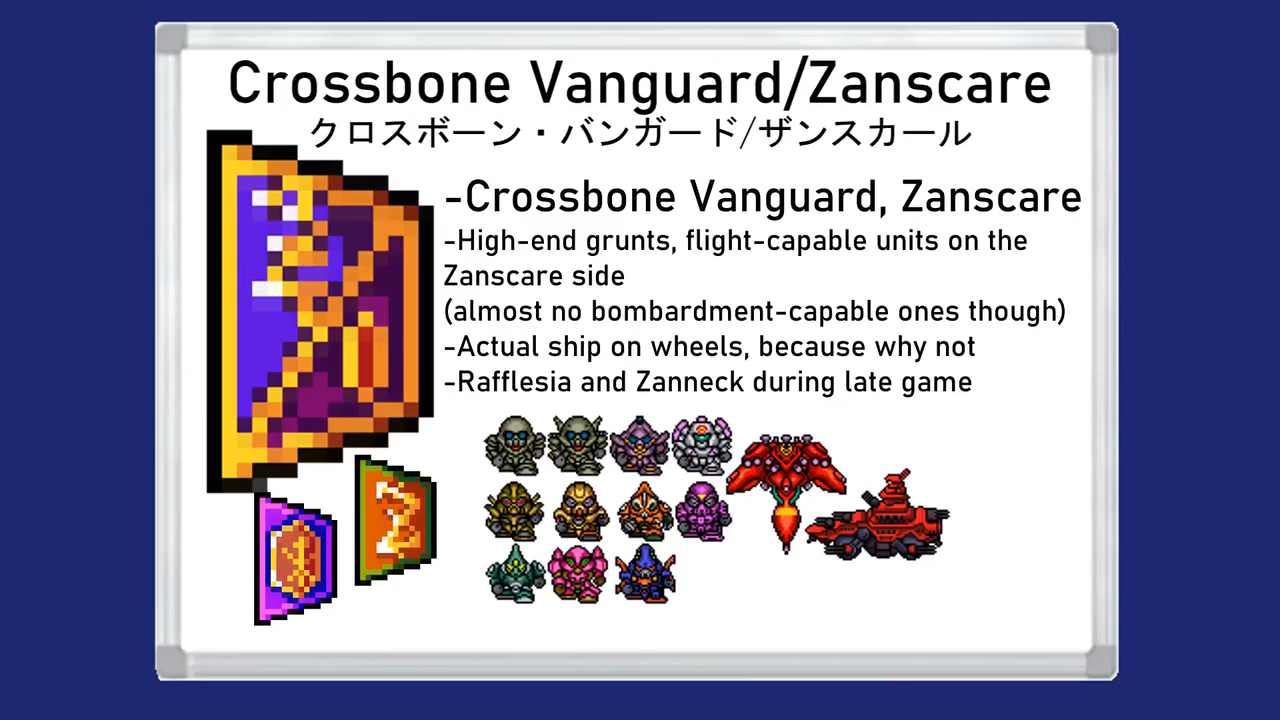 Crossbone Vanguard/Zanscare
クロスボーン・バンガード/ザンスカール
-Crossbone Vanguard, Zanscare
-High-end grunts, flight-capable units on the
Zanscare side
(almost no bombardment-capable ones though)
-Actual ship on wheels, because why not
-Rafflesia and Zanneck during late game